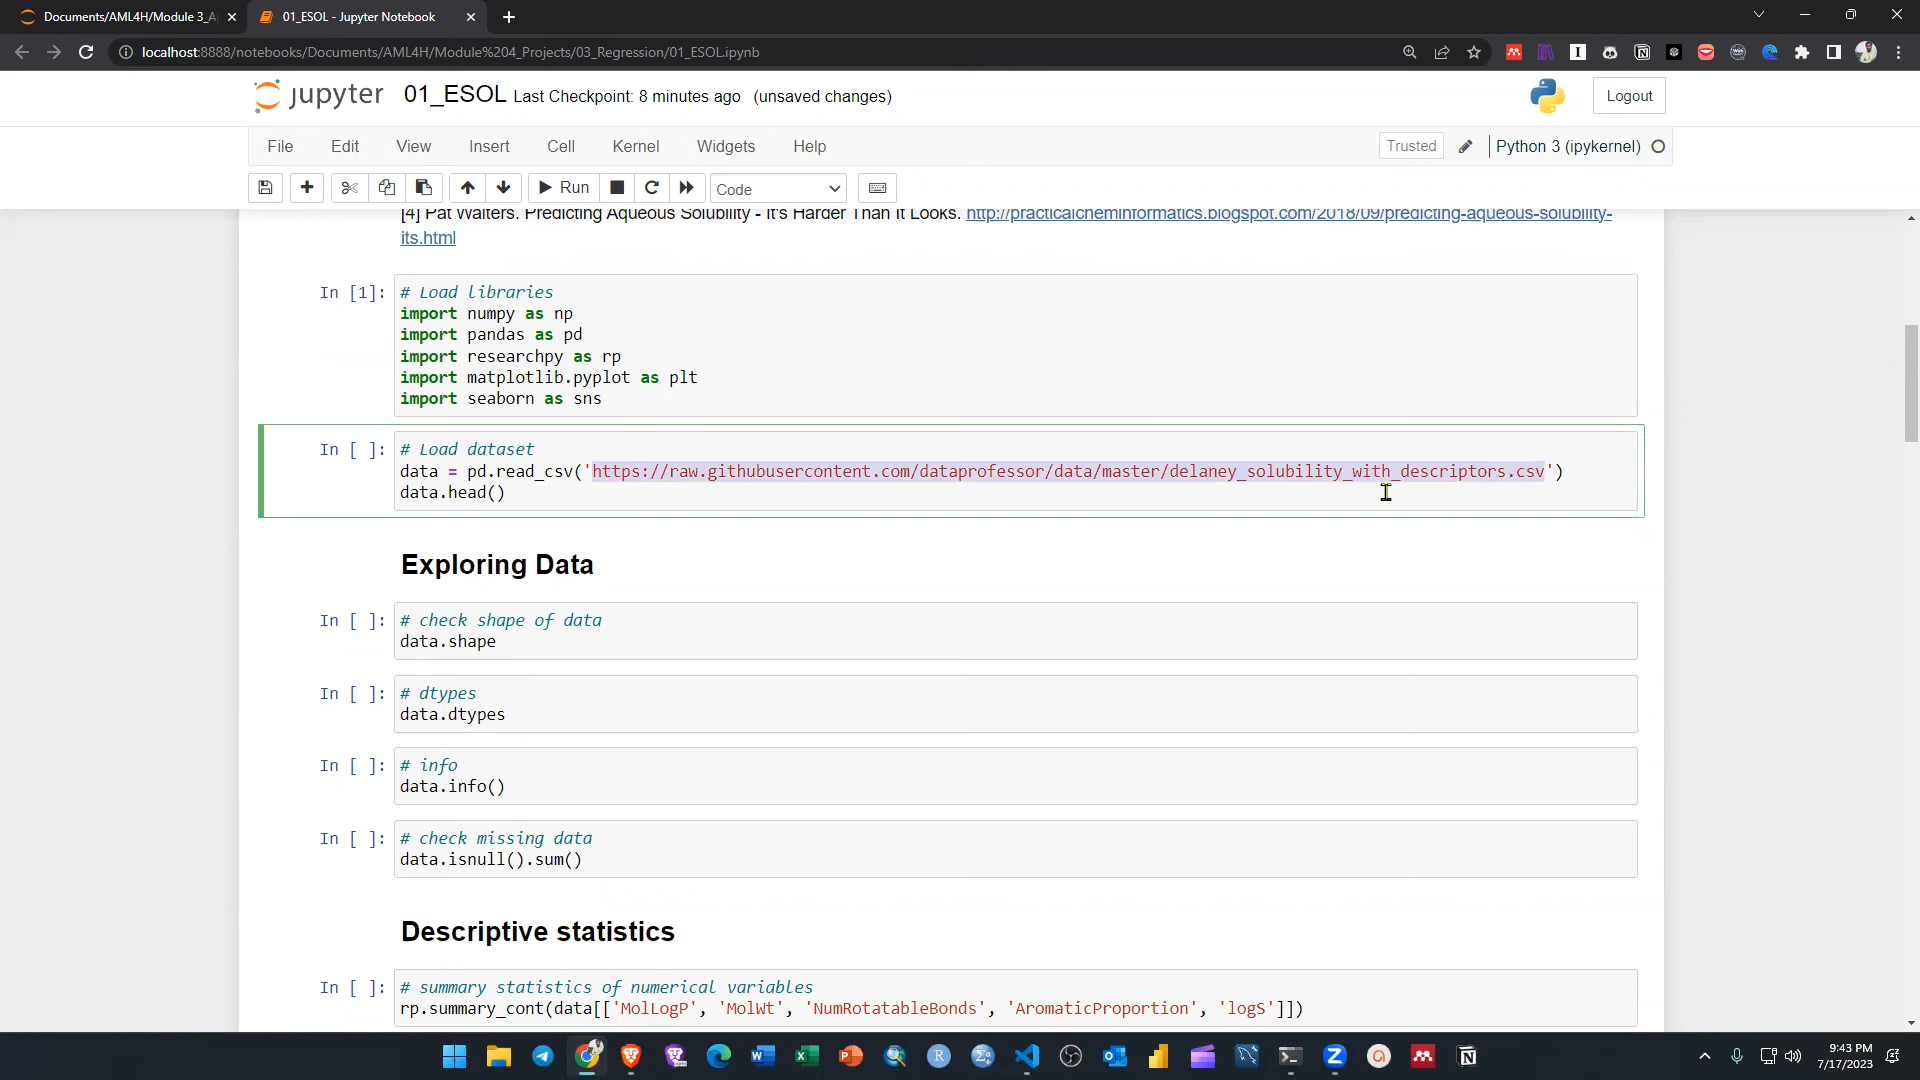 Documents/AML4H/Module 3_A
01_ESOL - Jupyter Notebook
localhost:8888/notebooks/Documents/AML4H/Module%204_Projects/03_Regression/01_ESOL.ipynb
jupyter 01_ESOL Last Checkpoint: 8 minutes ago (unsaved changes)
Logout
File Edit View Insert Cell Kernel Widgets Help
Trusted Python 3 (ipykernel)
Run Code
[4] Pat Walters. Predicting Aqueous Solubility - It's Harder Than It Looks. http://practicalcheminformatics.blogspot.com/2018/09/predicting-aqueous-solubility-
its.html
In [1]: # Load libraries
import numpy as np
import pandas as pd
import researchpy as rp
import matplotlib.pyplot as plt
import seaborn as sns
In [ ]: # Load dataset
data = pd.read_csv('https://raw.githubusercontent.com/dataprofessor/data/master/delaney_solubility_with_descriptors.csv')
data.head()
Exploring Data
In [ ]: # check shape of data
data.shape
In [ ]: # dtypes
data.dtypes
In [ ]: # info
data.info()
In [ ]: # check missing data
data.isnull().sum()
Descriptive statistics
In [ ]: # summary statistics of numerical variables
rp.summary_cont(data[['MolLogP', 'MolWt', 'NumRotatableBonds', 'AromaticProportion', 'logS']])
9:43 PM
7/17/2023